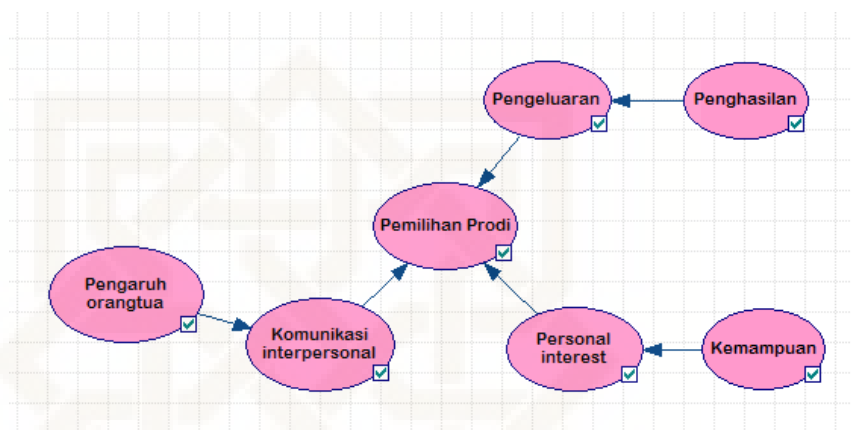 Pengeluaran
Penghasilan
Pemilihan Prodi
Pengaruh
orangtua
Komunikasi
interpersonal
Personal
interest
Kemampuan